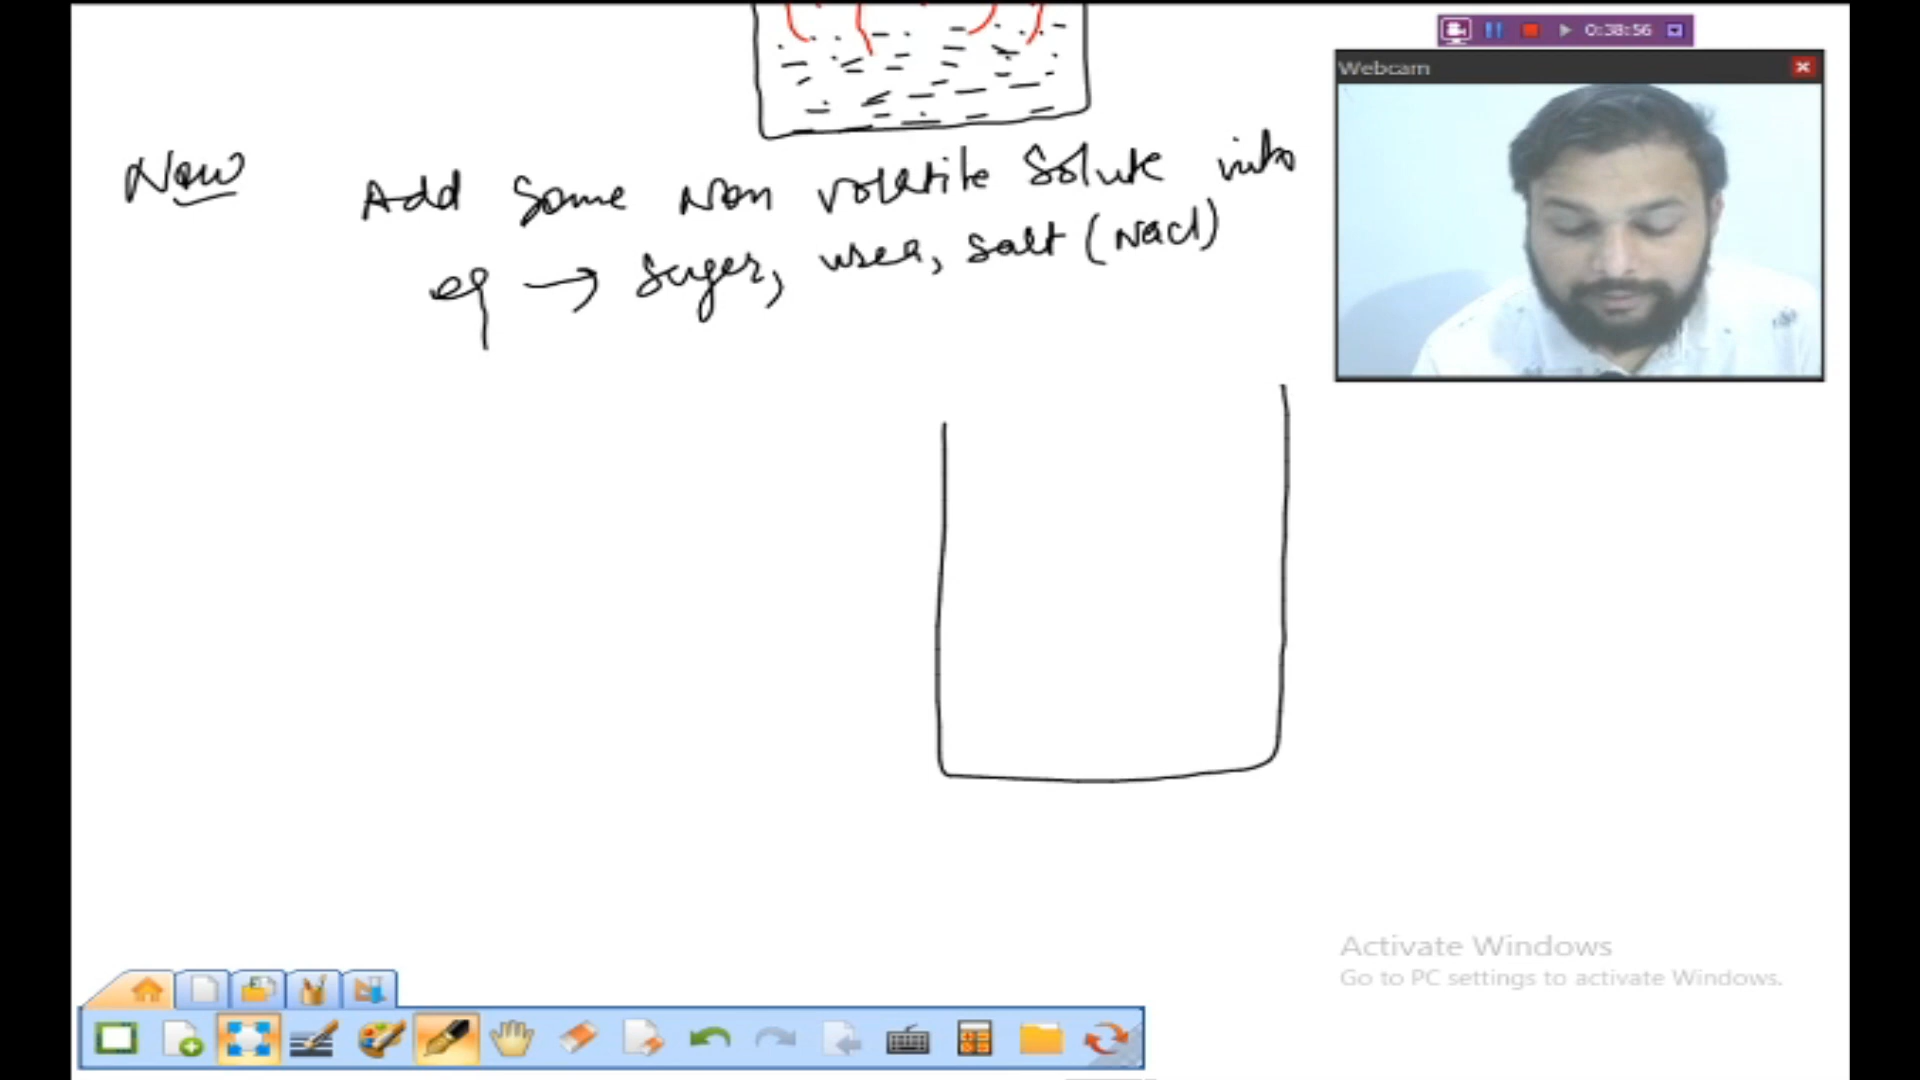 0:38:56
Webcam
Now Add Some Non volatile Solute into
eg → Suger, urea, salt (Nacl)
Activate Windows
Go to PC settings to activate Windows.